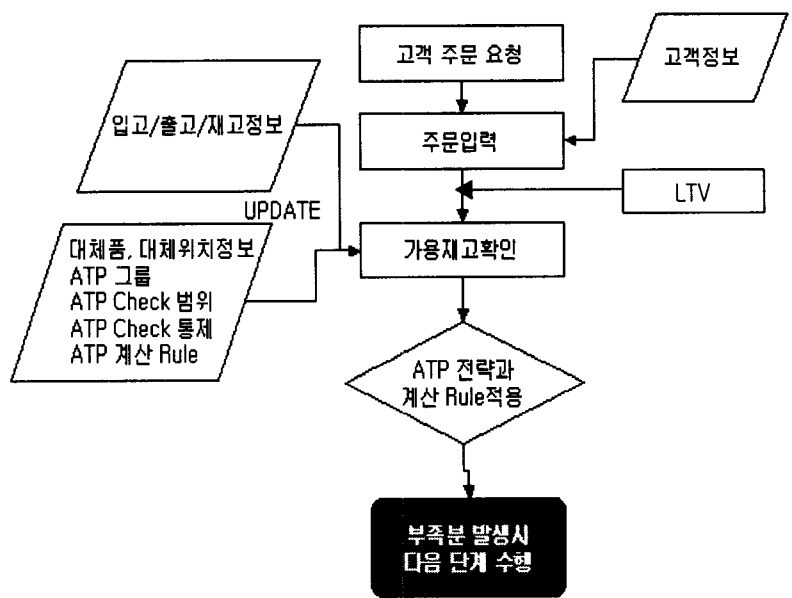 고객 주문 요청
고객정보
입고/출고/재고정보
주문입력
LTV
UPDATE
대체품, 대체위치정보
ATP 그룹
ATP Check 범위
ATP Check 통제
ATP 계산 Rule
가용재고확인
ATP 전략과
계산 Rule적용
부족분 발생시
다음 단계 수행